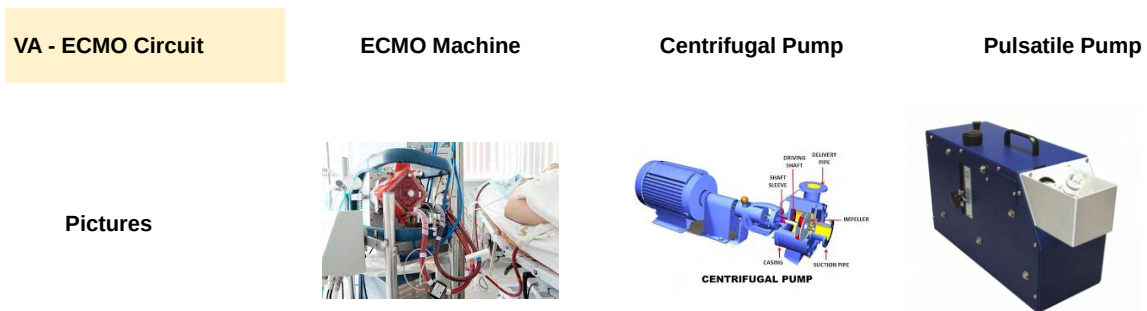 VA - ECMO Circuit
ECMO Machine
Centrifugal Pump
Pulsatile Pump
Pictures
DRIVING
SHAFT
DELIVERY
PIPE
SHAFT
SLEEVE
IMPELLER
CASING
SUCTION PIPE
CENTRIFUGAL PUMP